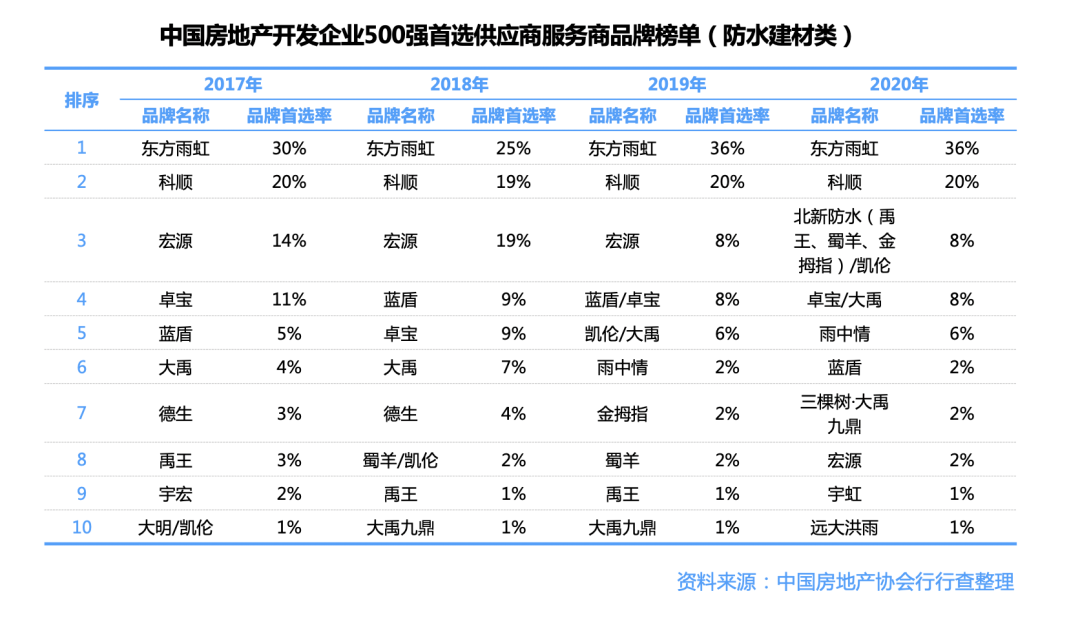 中国房地产开发企业500强首选供应商服务商品牌榜单（防水建材类）
排序 2017年 2018年 2019年 2020年
品牌名称 品牌首选率 品牌名称 品牌首选率 品牌名称 品牌首选率 品牌名称 品牌首选率
1 东方雨虹 30% 东方雨虹 25% 东方雨虹 36% 东方雨虹 36%
2 科顺 20% 科顺 19% 科顺 20% 科顺 20%
3 宏源 14% 宏源 19% 宏源 8% 北新防水（禹
王、蜀羊、金
拇指）/凯伦 8%
4 卓宝 11% 蓝盾 9% 蓝盾/卓宝 8% 卓宝/大禹 8%
5 蓝盾 5% 卓宝 9% 凯伦/大禹 6% 雨中情 6%
6 大禹 4% 大禹 7% 雨中情 2% 蓝盾 2%
7 德生 3% 德生 4% 金拇指 2% 三棵树·大禹
九鼎 2%
8 禹王 3% 蜀羊/凯伦 2% 蜀羊 2% 宏源 2%
9 宇宏 2% 禹王 1% 禹王 1% 宇虹 1%
10 大明/凯伦 1% 大禹九鼎 1% 大禹九鼎 1% 远大洪雨 1%
资料来源：中国房地产协会行行查整理